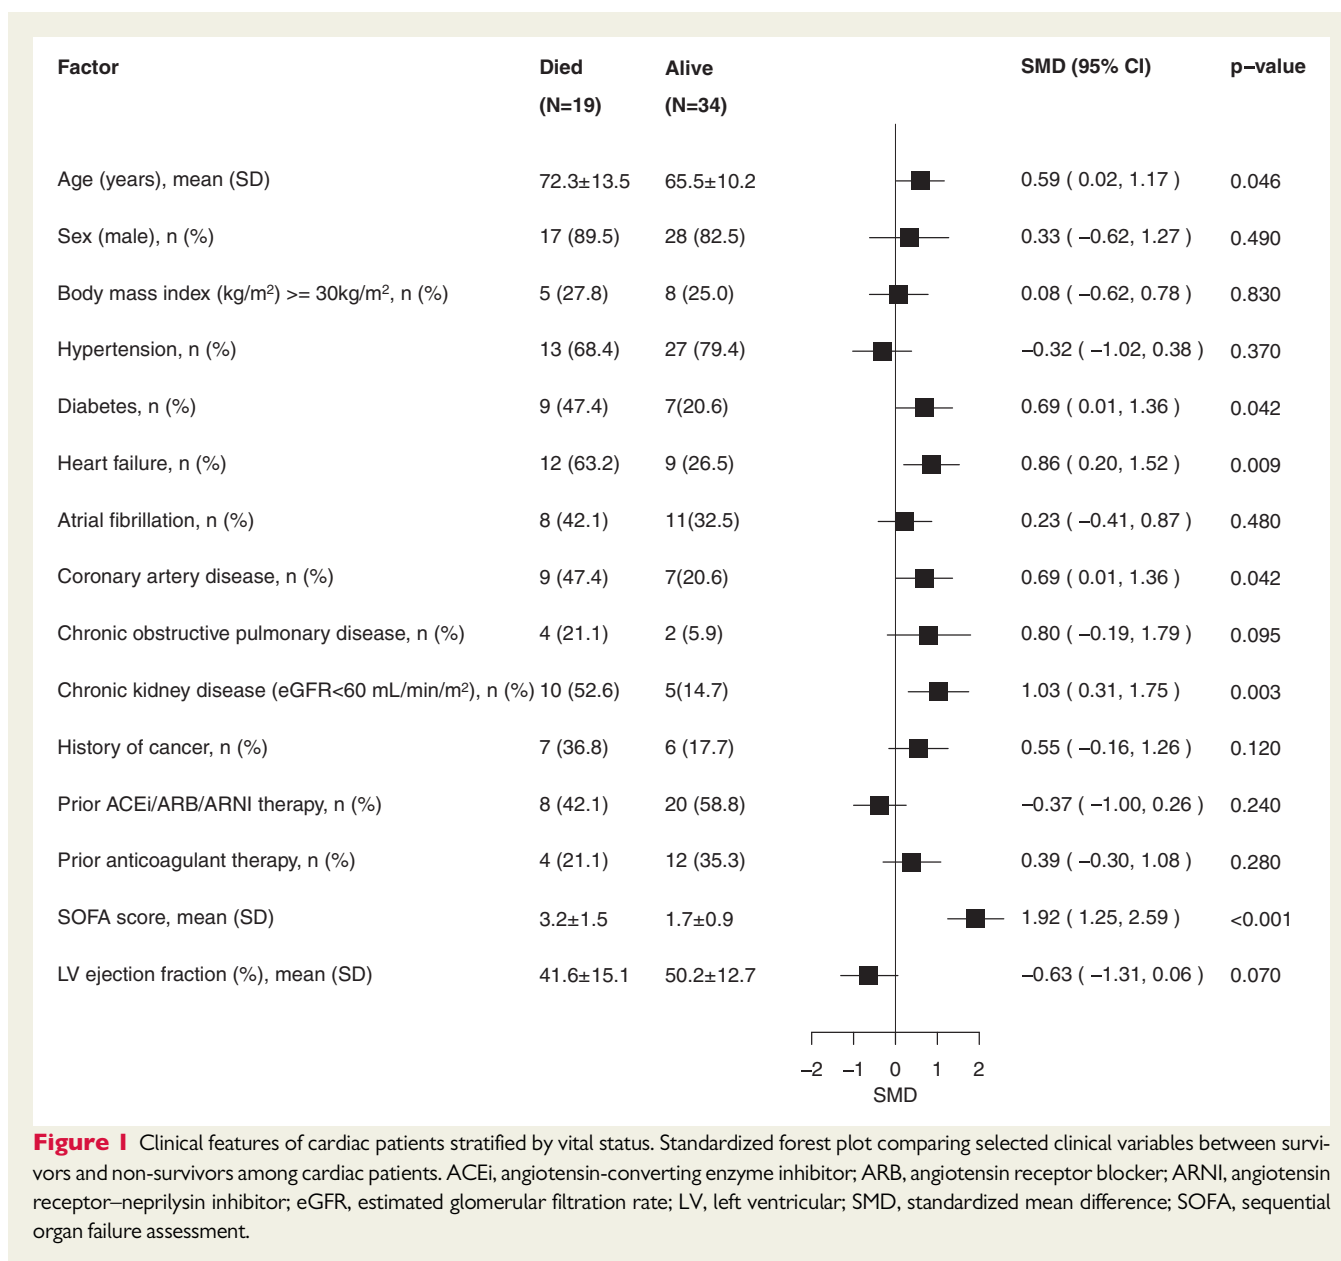 Factor Died Alive SMD (95% CI) p–value
(N=19) (N=34)
Age (years), mean (SD) 72.3±13.5 65.5±10.2 0.59 ( 0.02, 1.17 ) 0.046
Sex (male), n (%) 17 (89.5) 28 (82.5) 0.33 ( –0.62, 1.27 ) 0.490
Body mass index (kg/m²) >= 30kg/m², n (%) 5 (27.8) 8 (25.0) 0.08 ( –0.62, 0.78 ) 0.830
Hypertension, n (%) 13 (68.4) 27 (79.4) –0.32 ( –1.02, 0.38 ) 0.370
Diabetes, n (%) 9 (47.4) 7(20.6) 0.69 ( 0.01, 1.36 ) 0.042
Heart failure, n (%) 12 (63.2) 9 (26.5) 0.86 ( 0.20, 1.52 ) 0.009
Atrial fibrillation, n (%) 8 (42.1) 11(32.5) 0.23 ( –0.41, 0.87 ) 0.480
Coronary artery disease, n (%) 9 (47.4) 7(20.6) 0.69 ( 0.01, 1.36 ) 0.042
Chronic obstructive pulmonary disease, n (%) 4 (21.1) 2 (5.9) 0.80 ( –0.19, 1.79 ) 0.095
Chronic kidney disease (eGFR<60 mL/min/m²), n (%) 10 (52.6) 5(14.7) 1.03 ( 0.31, 1.75 ) 0.003
History of cancer, n (%) 7 (36.8) 6 (17.7) 0.55 ( –0.16, 1.26 ) 0.120
Prior ACEi/ARB/ARNI therapy, n (%) 8 (42.1) 20 (58.8) –0.37 ( –1.00, 0.26 ) 0.240
Prior anticoagulant therapy, n (%) 4 (21.1) 12 (35.3) 0.39 ( –0.30, 1.08 ) 0.280
SOFA score, mean (SD) 3.2±1.5 1.7±0.9 1.92 ( 1.25, 2.59 ) <0.001
LV ejection fraction (%), mean (SD) 41.6±15.1 50.2±12.7 –0.63 ( –1.31, 0.06 ) 0.070
–2 –1 0 1 2
SMD
Figure 1 Clinical features of cardiac patients stratified by vital status. Standardized forest plot comparing selected clinical variables between survi-
vors and non-survivors among cardiac patients. ACEi, angiotensin-converting enzyme inhibitor; ARB, angiotensin receptor blocker; ARNI, angiotensin
receptor–neprilysin inhibitor; eGFR, estimated glomerular filtration rate; LV, left ventricular; SMD, standardized mean difference; SOFA, sequential
organ failure assessment.